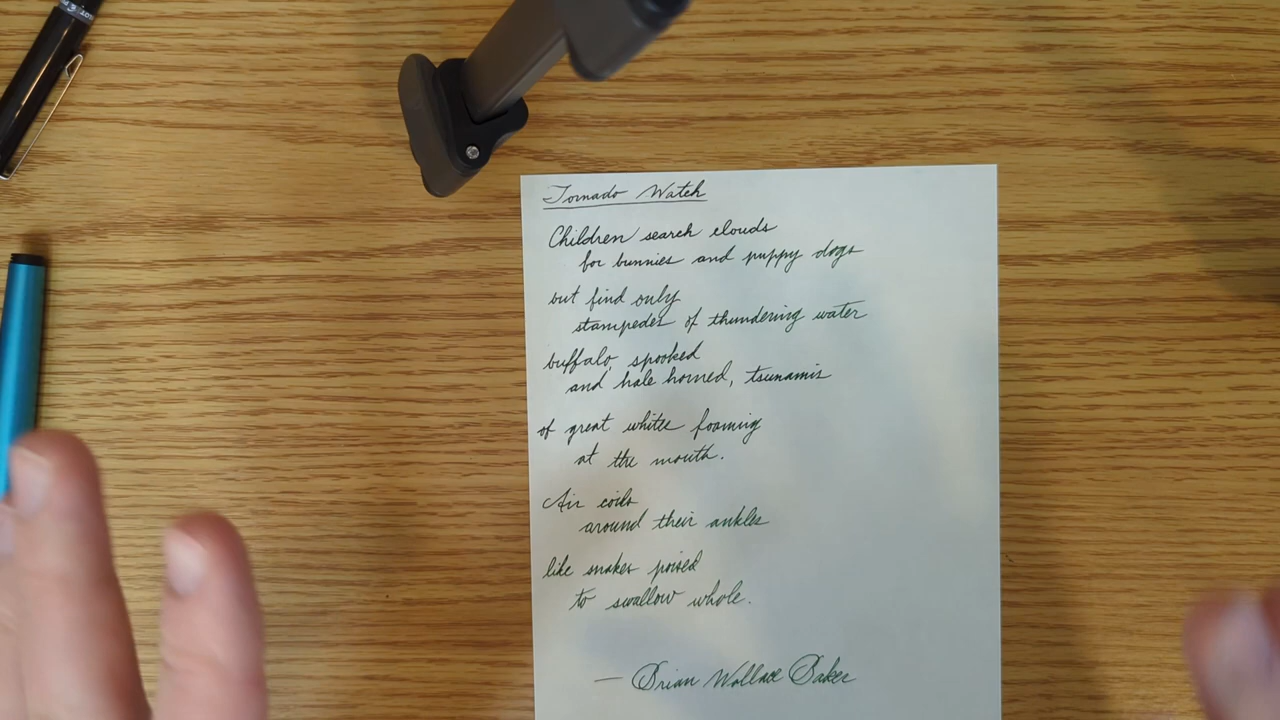 Tornado Watch
Children search clouds
for bunnies and puppy dogs
but find only
stampedes of thundering water
buffalo, spooked
and hale horned, tsunamis
of great whites foaming
at the mouth.
Air coils
around their ankles
like snakes poised
to swallow whole.
— Brian Wallace Baker